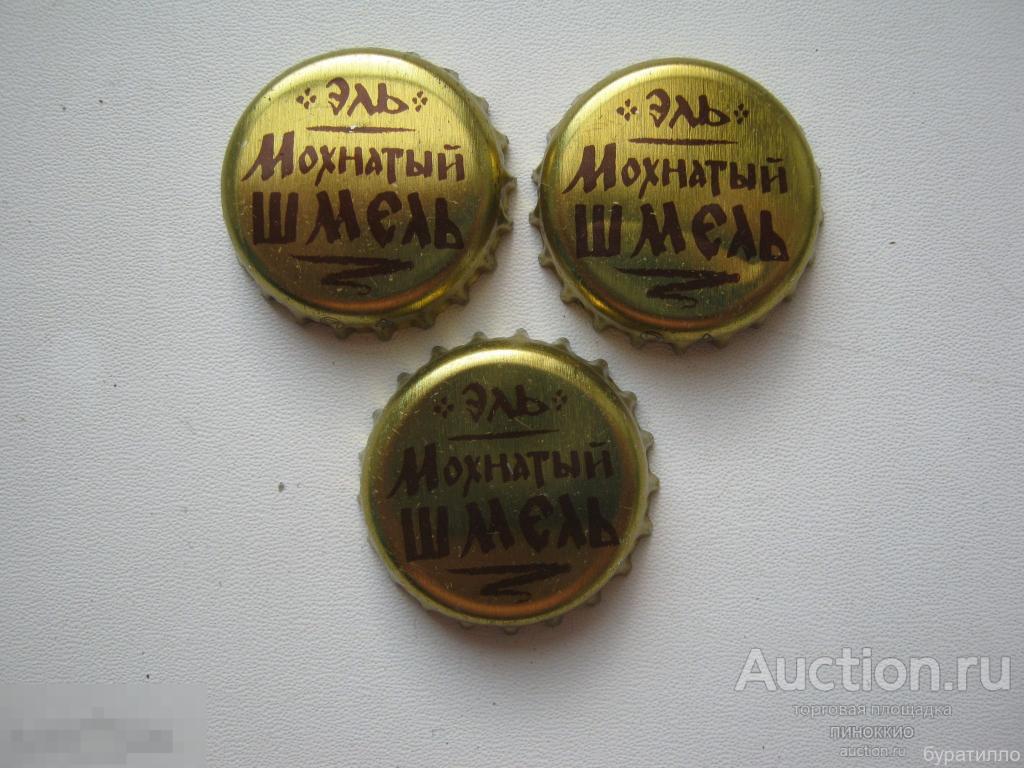 Эль
Мохнатый
шмель
Эль
Мохнатый
шмель
Эль
Мохнатый
шмель
Auction.ru
торговая площадка
пиноккио
auction.ru
буратилло